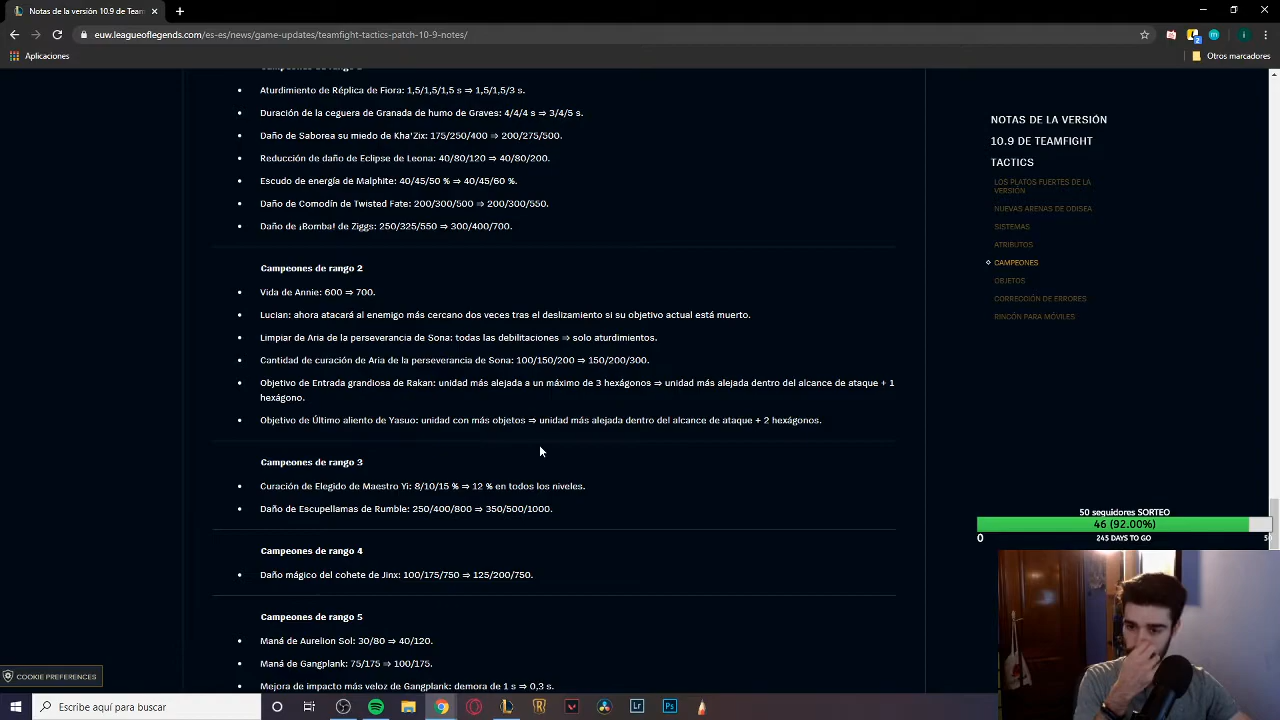 Notas de la versión 10.9 de Team
euw.leagueoflegends.com/es-es/news/game-updates/teamfight-tactics-patch-10-9-notes/
Aplicaciones
Otros marcadores
Aturdimiento de Réplica de Fiora: 1,5/1,5/1,5 s ⇒ 1,5/1,5/3 s.
Duración de la ceguera de Granada de humo de Graves: 4/4/4 s ⇒ 3/4/5 s.
Daño de Saborea su miedo de Kha'Zix: 175/250/400 ⇒ 200/275/500.
Reducción de daño de Eclipse de Leona: 40/80/120 ⇒ 40/80/200.
Escudo de energía de Malphite: 40/45/50 % ⇒ 40/45/60 %.
Daño de Comodín de Twisted Fate: 200/300/500 ⇒ 200/300/550.
Daño de ¡Bomba! de Ziggs: 250/325/550 ⇒ 300/400/700.
Campeones de rango 2
Vida de Annie: 600 ⇒ 700.
Lucian: ahora atacará al enemigo más cercano dos veces tras el deslizamiento si su objetivo actual está muerto.
Limpiar de Aria de la perseverancia de Sona: todas las debilitaciones ⇒ solo aturdimientos.
Cantidad de curación de Aria de la perseverancia de Sona: 100/150/200 ⇒ 150/200/300.
Objetivo de Entrada grandiosa de Rakan: unidad más alejada a un máximo de 3 hexágonos ⇒ unidad más alejada dentro del alcance de ataque + 1
hexágono.
Objetivo de Último aliento de Yasuo: unidad con más objetos ⇒ unidad más alejada dentro del alcance de ataque + 2 hexágonos.
Campeones de rango 3
Curación de Elegido de Maestro Yi: 8/10/15 % ⇒ 12 % en todos los niveles.
Daño de Escupellamas de Rumble: 250/400/800 ⇒ 350/500/1000.
Campeones de rango 4
Daño mágico del cohete de Jinx: 100/175/750 ⇒ 125/200/750.
Campeones de rango 5
Maná de Aurelion Sol: 30/80 ⇒ 40/120.
Maná de Gangplank: 75/175 ⇒ 100/175.
Mejora de impacto más veloz de Gangplank: demora de 1 s ⇒ 0,3 s.
NOTAS DE LA VERSIÓN
10.9 DE TEAMFIGHT
TACTICS
LOS PLATOS FUERTES DE LA
VERSIÓN
NUEVAS ARENAS DE ODISEA
SISTEMAS
ATRIBUTOS
CAMPEONES
OBJETOS
CORRECCIÓN DE ERRORES
RINCÓN PARA MÓVILES
50 seguidores SORTEO
46 (92.00%)
0
245 DAYS TO GO
COOKIE PREFERENCES
Escribe aquí para buscar
Lr
Ps